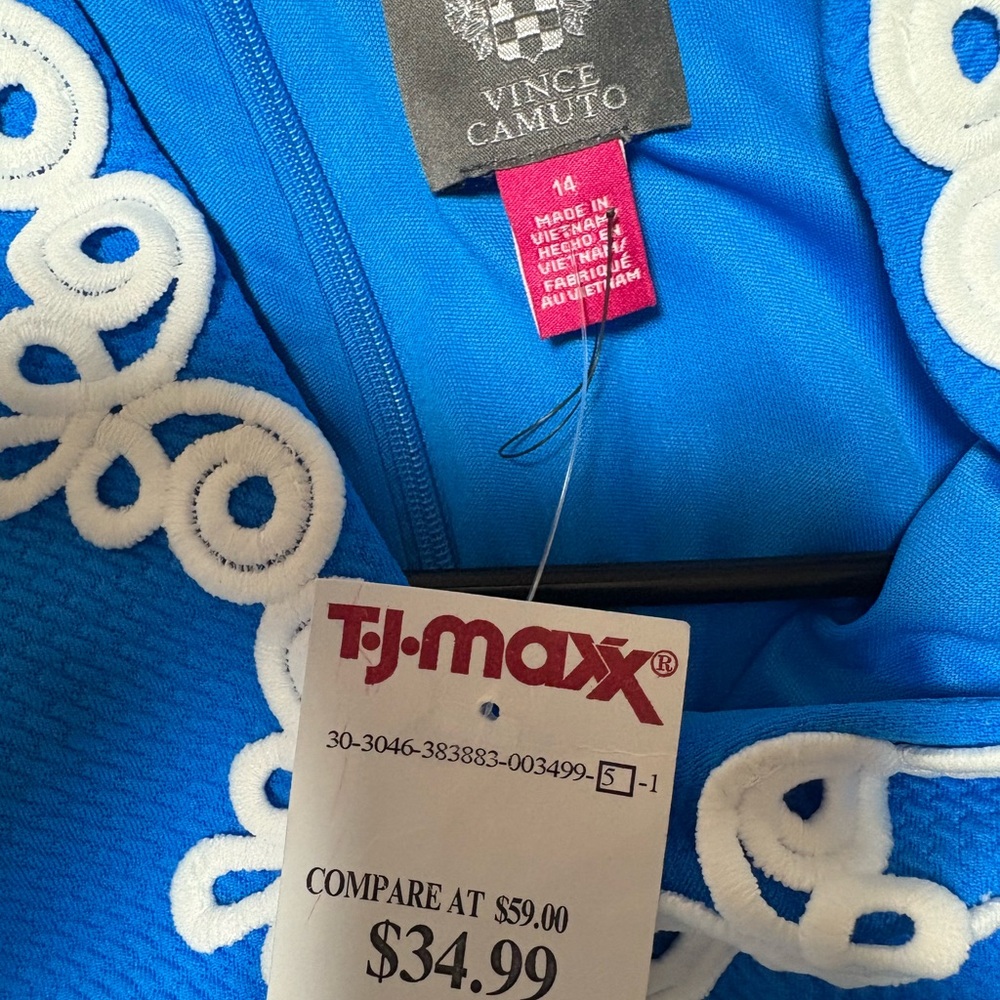 VINCE
CAMUTO
14
MADE IN
VIETNAM/
HECHO EN
VIETNAM/
FABRIQUÉ
AU VIETNAM
T·J·maxx®
30-3046-383883-003499-5-1
COMPARE AT $59.00
$34.99